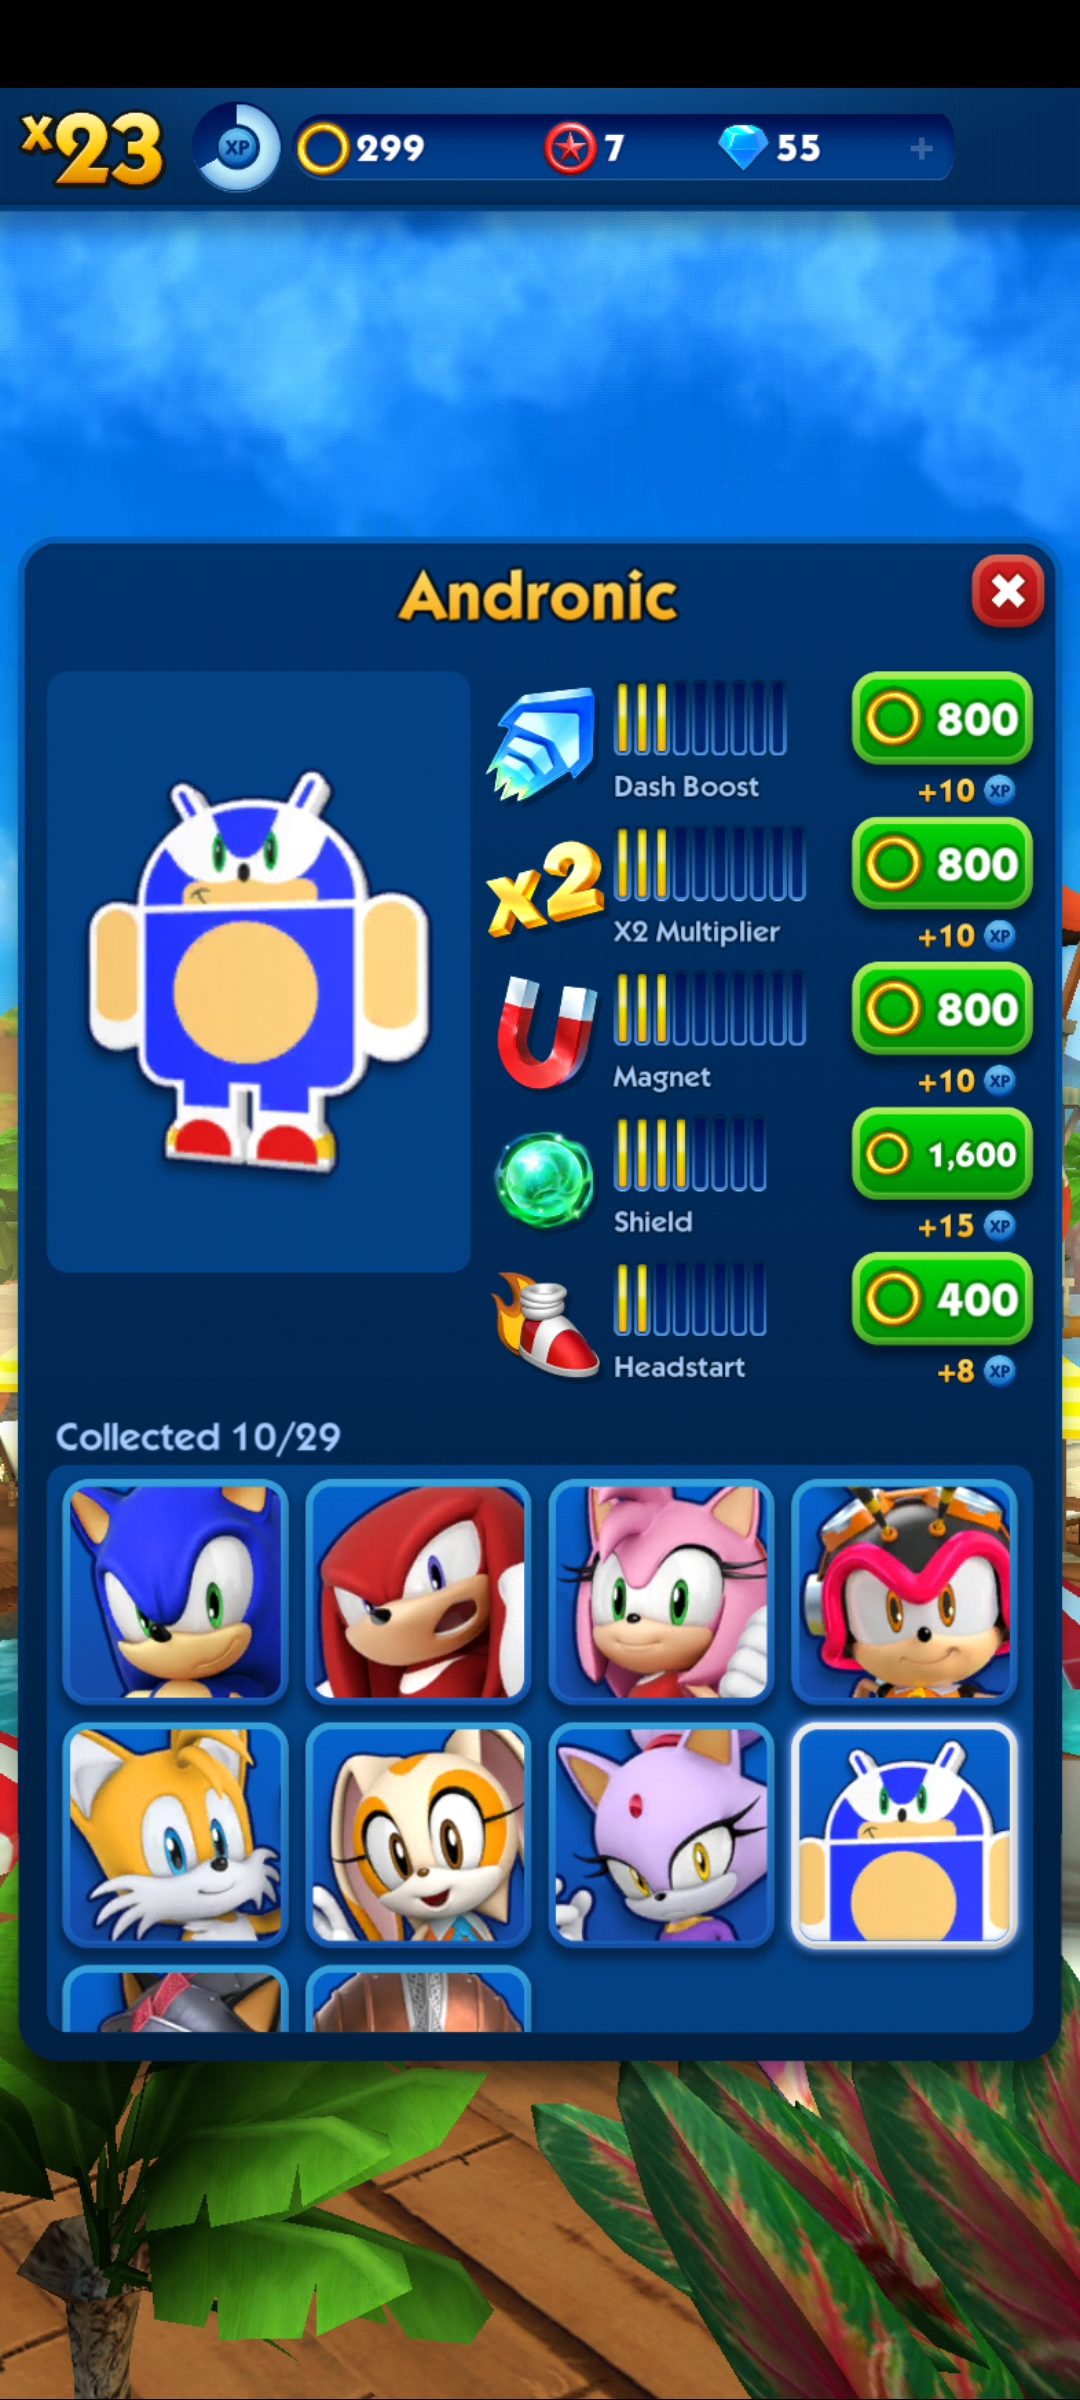 x23
XP
299
7
55
+
Andronic
800
Dash Boost
+10 XP
x2
800
X2 Multiplier
+10 XP
800
Magnet
+10 XP
1,600
Shield
+15 XP
400
Headstart
+8 XP
Collected 10/29